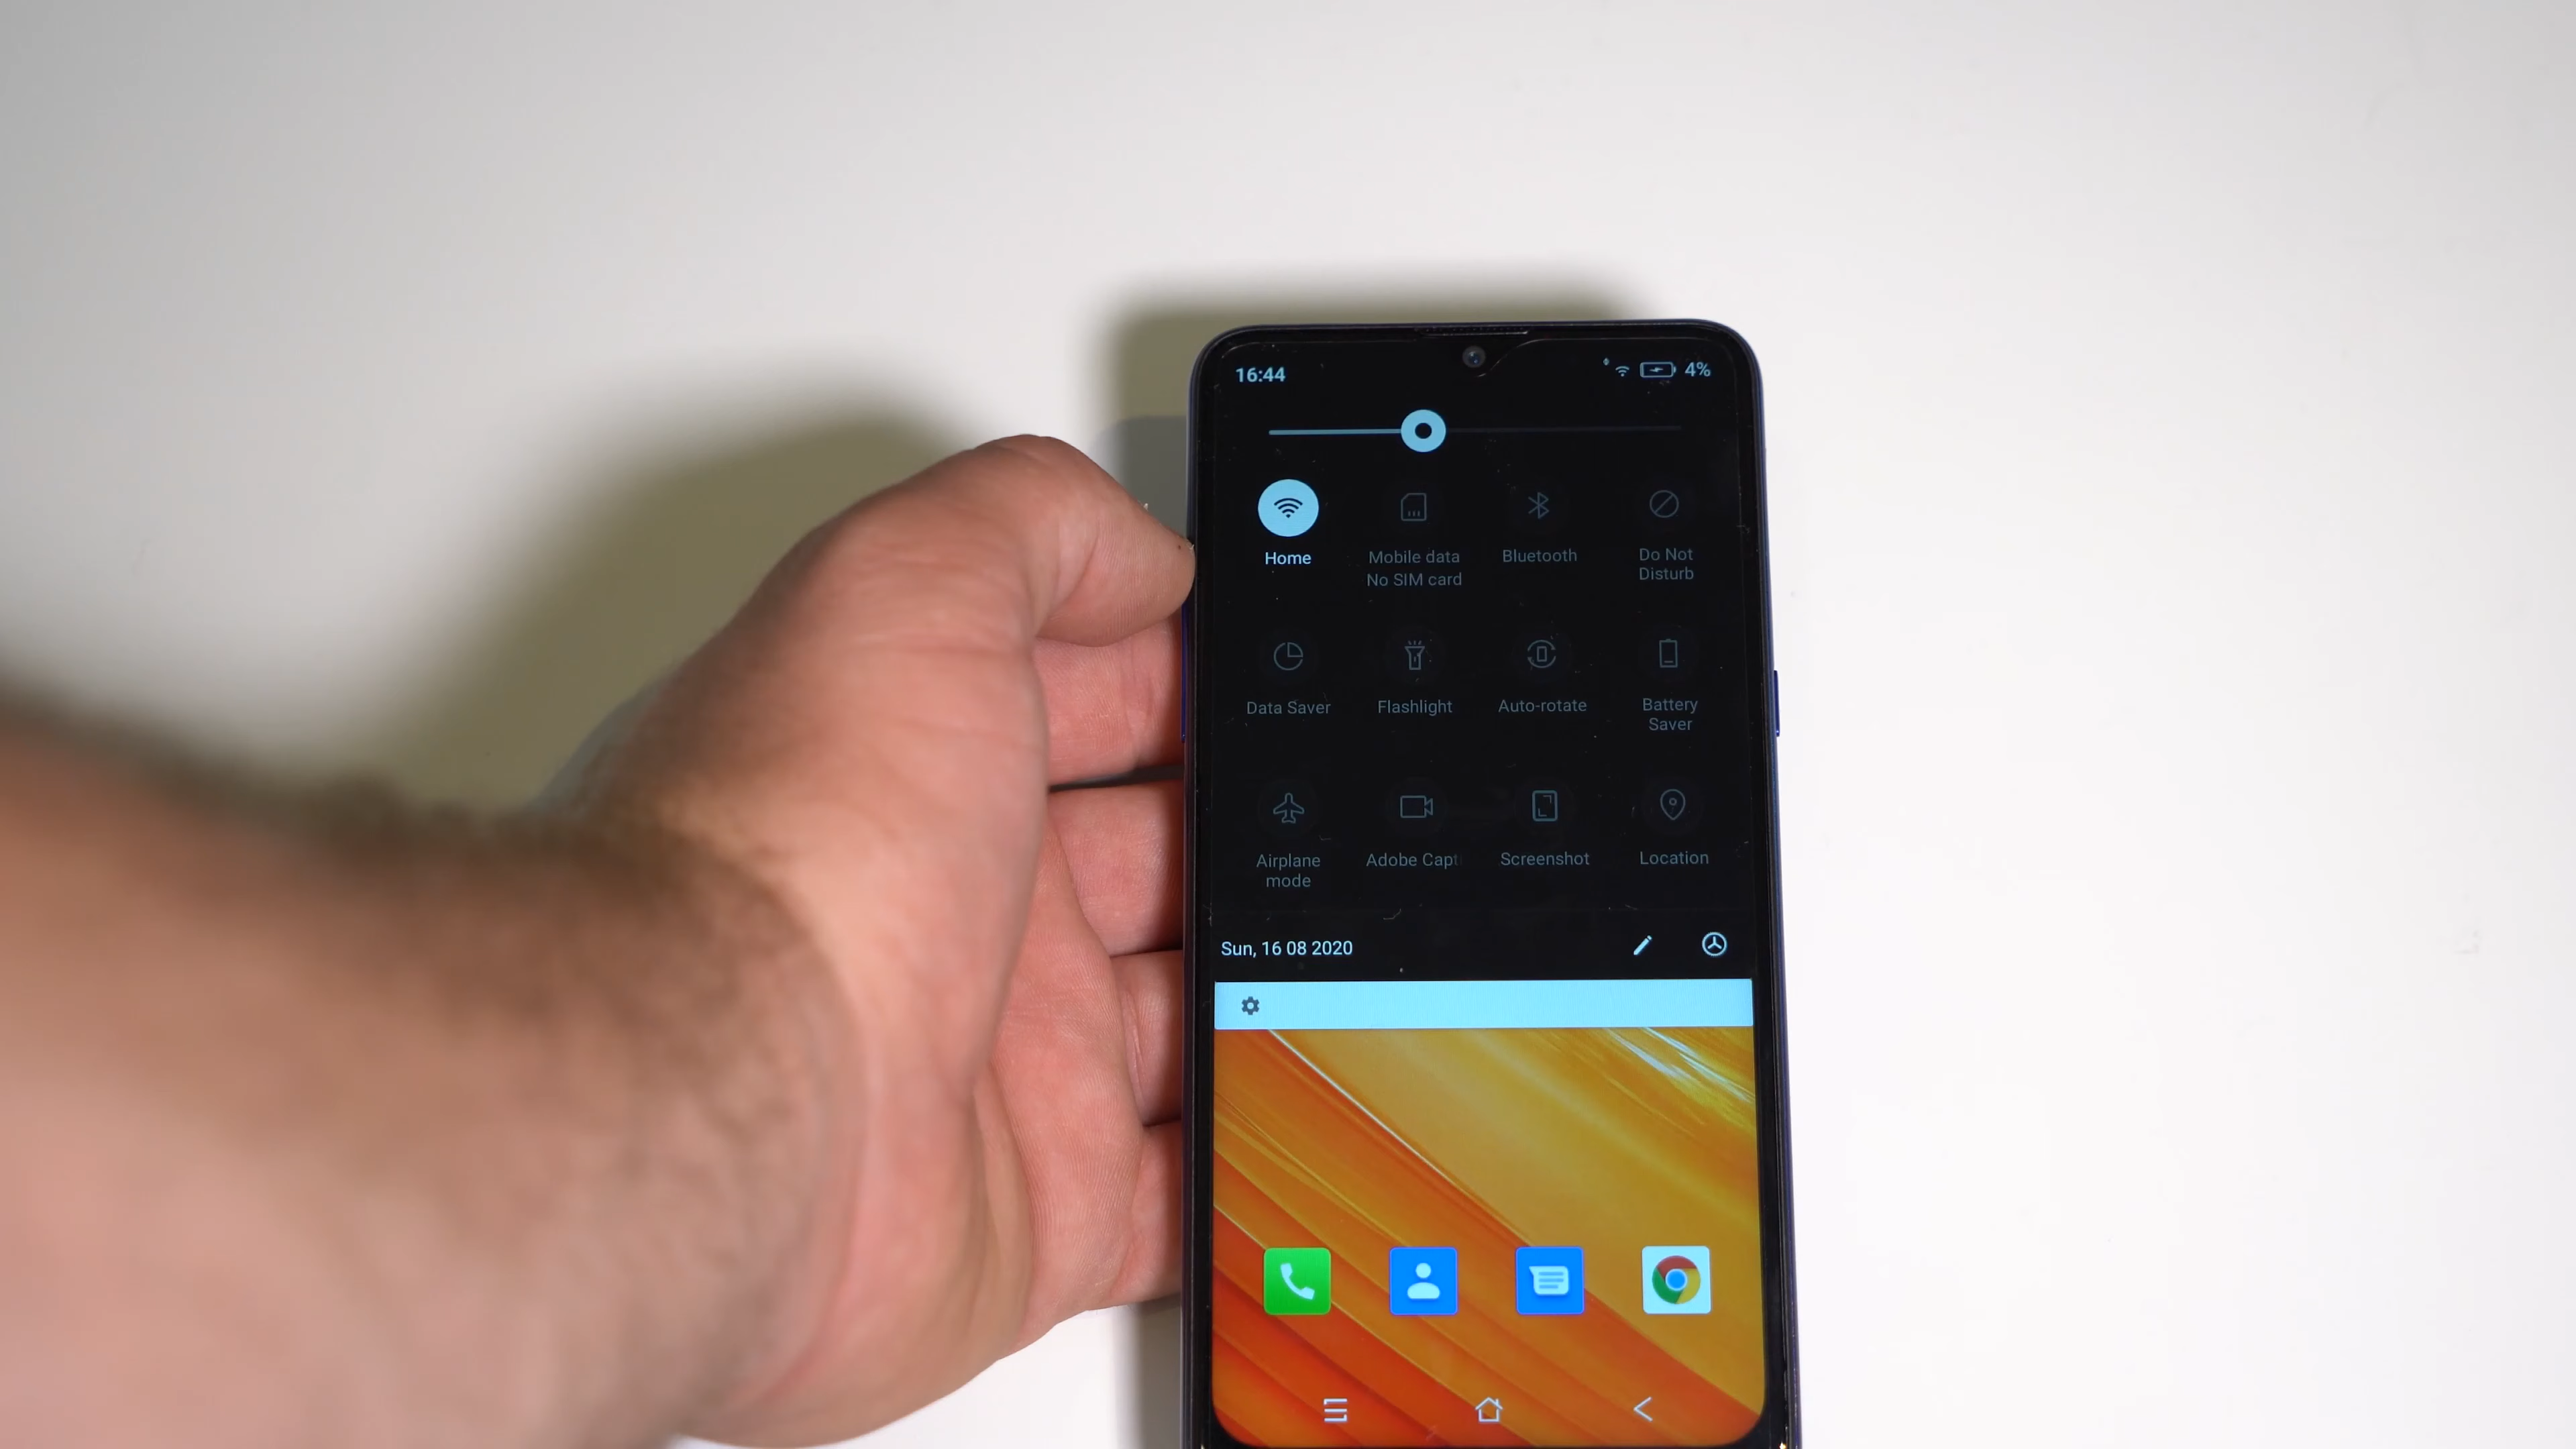 16:44
4%
Home
Mobile data
No SIM card
Bluetooth
Do Not
Disturb
Data Saver
Flashlight
Auto-rotate
Battery
Saver
Airplane
mode
Adobe Capt
Screenshot
Location
Sun, 16 08 2020